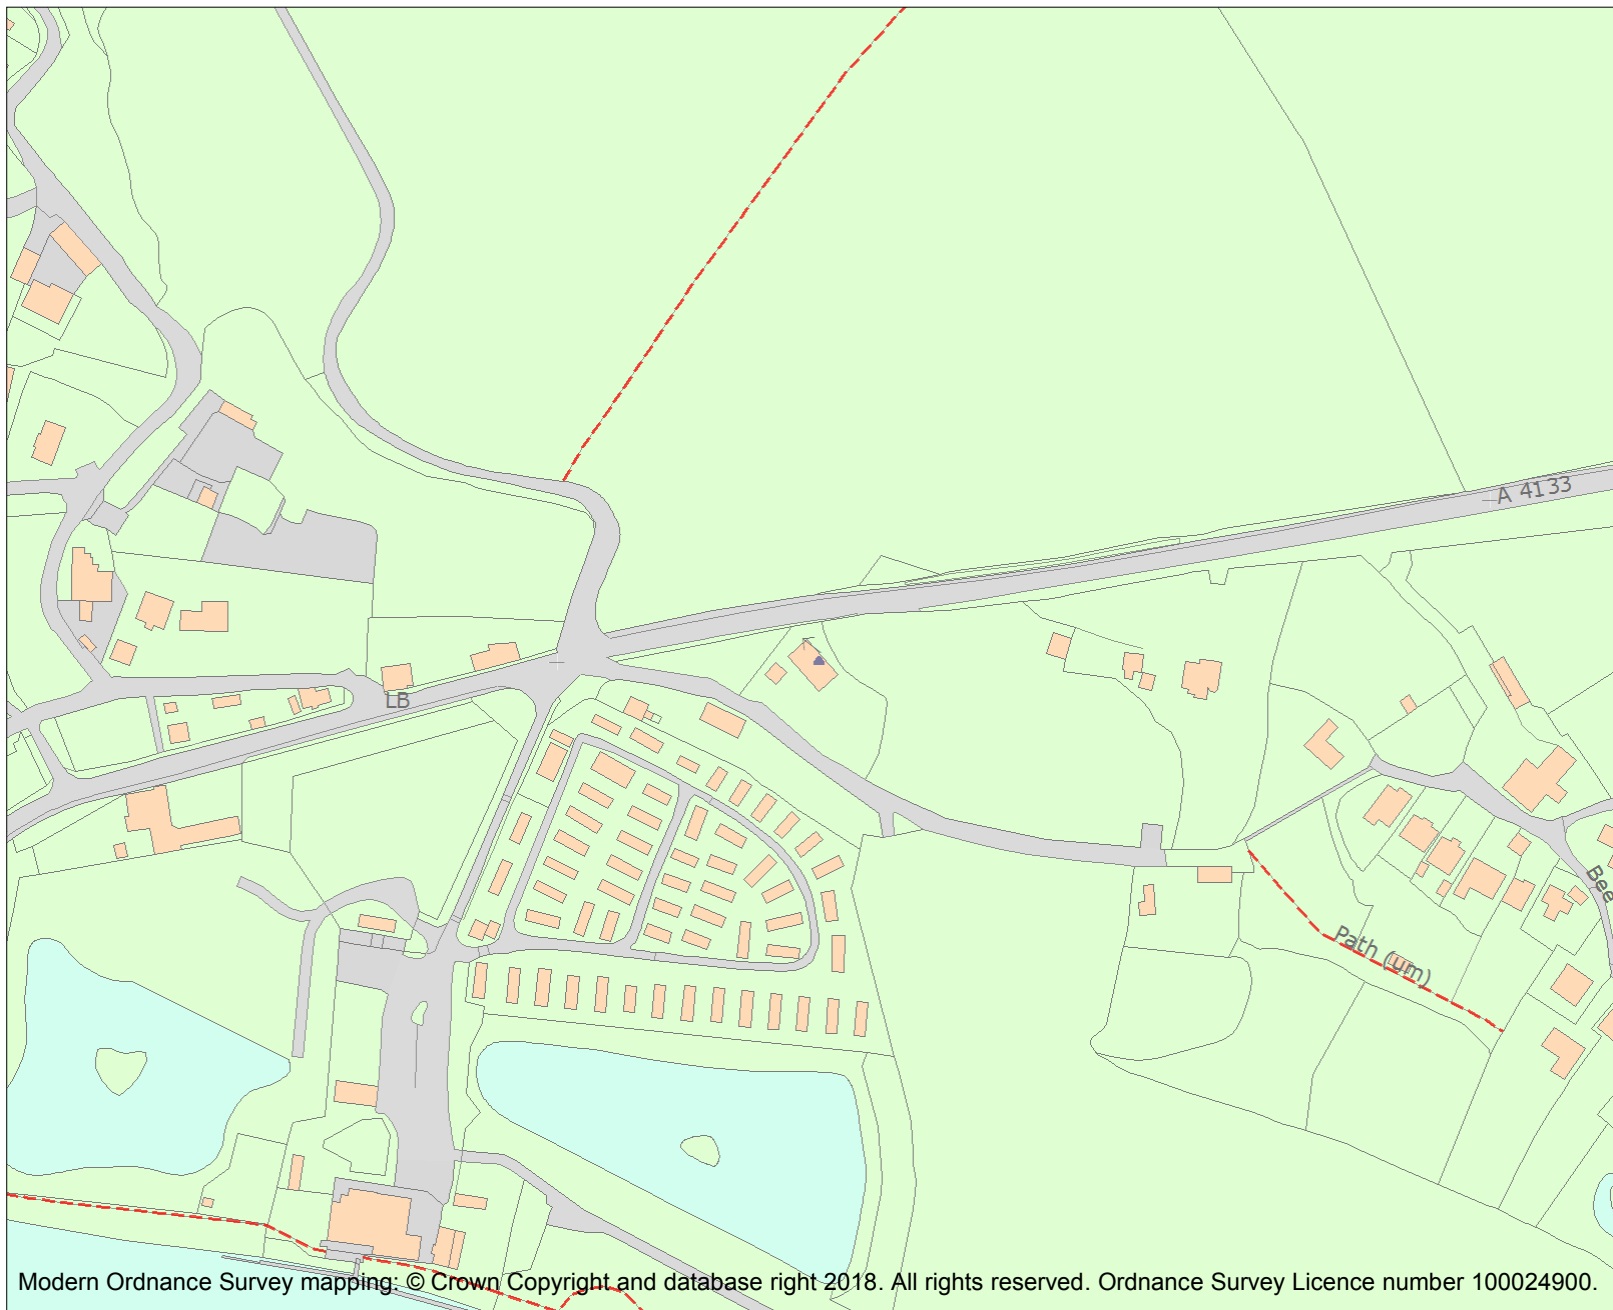 A 4133
LB
Bee
Path (um)
Modern Ordnance Survey mapping: © Crown Copyright and database right 2018. All rights reserved. Ordnance Survey Licence number 100024900.